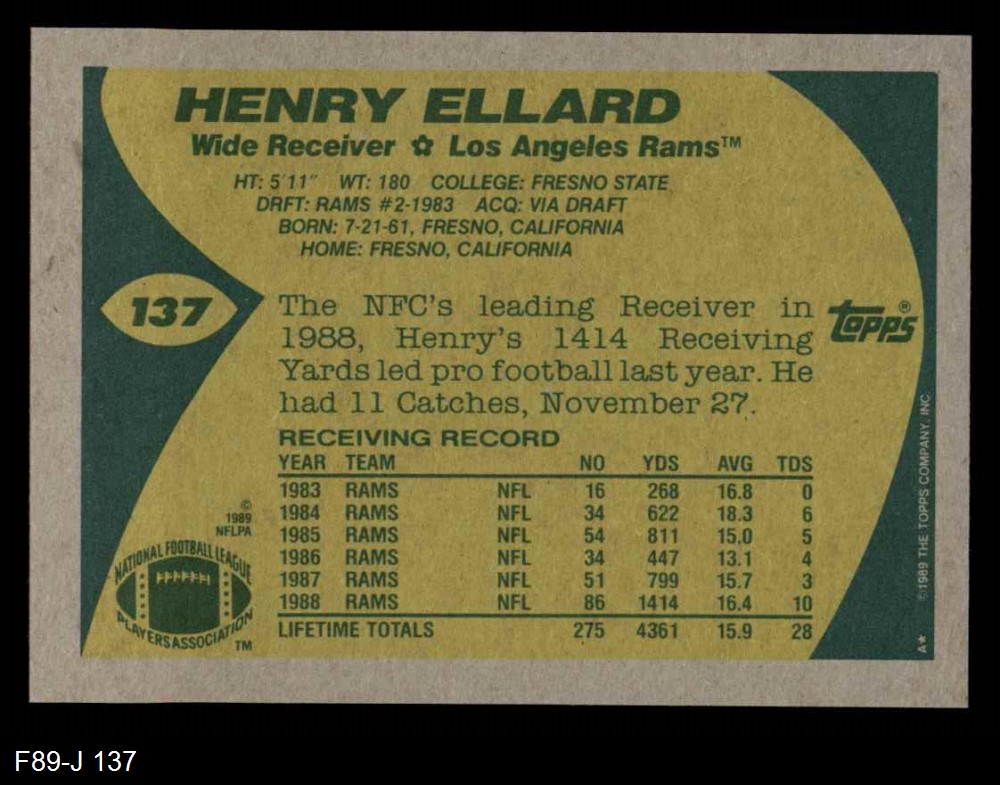 HENRY ELLARD
Wide Receiver ✿ Los Angeles Rams™
HT: 5'11" WT: 180 COLLEGE: FRESNO STATE
DRFT: RAMS #2-1983 ACQ: VIA DRAFT
BORN: 7-21-61, FRESNO, CALIFORNIA
HOME: FRESNO, CALIFORNIA
137
The NFC's leading Receiver in
1988, Henry's 1414 Receiving
Yards led pro football last year. He
had 11 Catches, November 27.
topps®
RECEIVING RECORD
YEAR TEAM NO YDS AVG TDS
1983 RAMS NFL 16 268 16.8 0
1984 RAMS NFL 34 622 18.3 6
1985 RAMS NFL 54 811 15.0 5
1986 RAMS NFL 34 447 13.1 4
1987 RAMS NFL 51 799 15.7 3
1988 RAMS NFL 86 1414 16.4 10
LIFETIME TOTALS 275 4361 15.9 28
©
1989
NFLPA
NATIONAL FOOTBALL LEAGUE
PLAYERS ASSOCIATION
TM
A★ ©1989 THE TOPPS COMPANY, INC.
F89-J 137